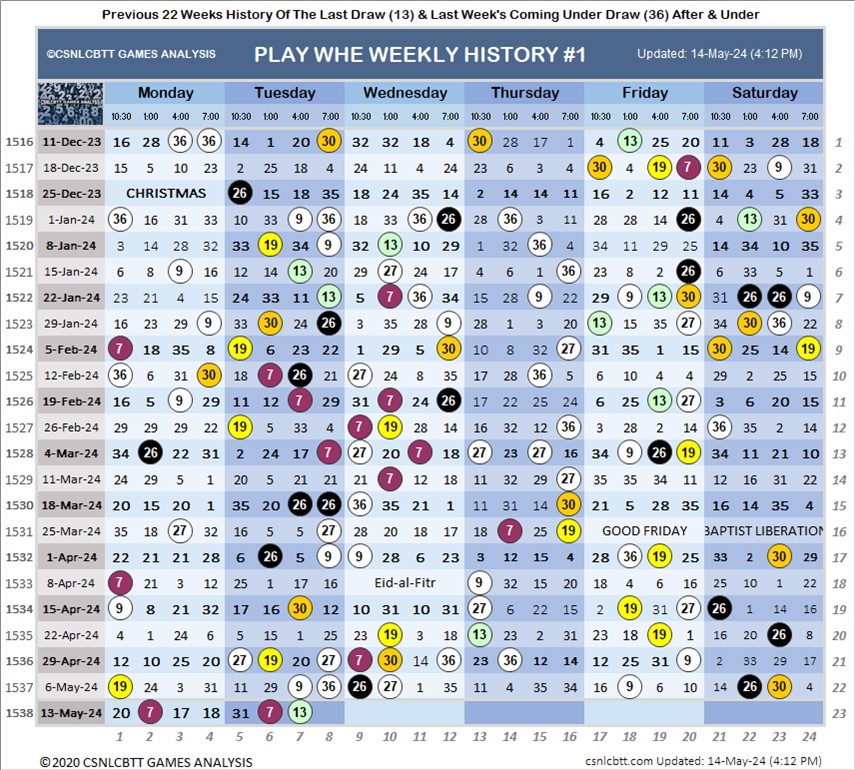 Previous 22 Weeks History Of The Last Draw (13) & Last Week's Coming Under Draw (36) After & Under
©CSNLCBTT GAMES ANALYSIS PLAY WHE WEEKLY HISTORY #1 Updated: 14-May-24 (4:12 PM)
Monday Tuesday Wednesday Thursday Friday Saturday
10:30 1:00 4:00 7:00 10:30 1:00 4:00 7:00 10:30 1:00 4:00 7:00 10:30 1:00 4:00 7:00 10:30 1:00 4:00 7:00 10:30 1:00 4:00 7:00
1516 11-Dec-23 16 28 36 36 14 1 20 30 32 32 18 4 30 28 17 1 4 13 25 20 11 3 28 18 1
1517 18-Dec-23 15 5 10 23 2 25 18 4 24 11 4 24 23 6 3 4 30 4 19 7 30 23 9 31 2
1518 25-Dec-23 CHRISTMAS 26 15 18 35 18 24 35 14 2 14 14 11 16 2 12 11 14 4 5 33 3
1519 1-Jan-24 36 16 31 33 10 33 9 36 11 33 36 26 28 36 14 3 28 28 14 26 4 13 31 30 4
1520 8-Jan-24 3 14 28 32 33 19 34 9 32 13 10 29 1 32 36 4 34 11 29 25 14 34 10 35 5
1521 15-Jan-24 6 8 9 16 12 14 13 20 29 27 24 17 4 6 1 36 23 8 2 26 6 33 5 1 6
1522 22-Jan-24 23 21 4 15 24 33 11 13 5 7 36 34 15 28 9 22 29 9 13 30 31 26 26 9 7
1523 29-Jan-24 16 23 29 9 33 30 24 26 3 35 28 9 28 1 3 20 13 15 35 27 34 30 36 22 8
1524 5-Feb-24 7 18 35 8 19 6 23 22 1 29 5 30 10 8 32 27 31 35 1 15 30 25 14 19 9
1525 12-Feb-24 36 6 31 30 18 7 26 21 27 24 8 35 17 28 36 5 6 10 4 4 29 2 25 15 10
1526 19-Feb-24 16 5 9 29 11 12 7 29 31 7 24 26 17 22 25 24 6 25 13 27 3 6 20 15 11
1527 26-Feb-24 29 29 29 22 19 5 33 4 7 19 28 14 16 32 12 36 3 28 2 14 36 35 2 14 12
1528 4-Mar-24 34 26 22 31 2 24 17 7 27 20 7 18 27 23 27 16 34 9 26 19 34 11 21 10 13
1529 11-Mar-24 24 25 34 1 20 5 21 21 21 7 12 18 11 32 15 27 29 35 4 31 12 16 31 22 14
1530 18-Mar-24 20 15 20 1 35 20 26 26 36 35 21 1 11 31 14 30 21 5 28 35 16 14 35 4 15
1531 25-Mar-24 35 18 27 32 16 5 5 27 28 20 18 17 18 7 25 19 GOOD FRIDAY BAPTIST LIBERATION 16
1532 1-Apr-24 22 21 21 28 6 26 5 9 9 28 6 23 3 12 15 4 28 36 19 25 33 2 30 29 17
1533 8-Apr-24 7 21 3 12 25 1 17 16 Eid-al-Fitr 9 32 15 20 18 4 6 16 25 10 1 22 18
1534 15-Apr-24 9 8 21 32 17 16 30 12 10 31 10 31 27 6 22 15 2 19 31 27 26 1 14 16 19
1535 22-Apr-24 4 1 24 6 5 15 1 25 23 19 3 18 13 23 2 31 23 18 19 1 16 20 26 8 20
1536 29-Apr-24 12 10 25 20 27 19 20 27 7 30 14 36 23 36 12 14 12 25 31 9 2 33 29 17 21
1537 6-May-24 19 24 3 31 11 29 9 36 26 27 1 35 11 4 35 34 16 9 6 10 14 26 30 4 22
1538 13-May-24 20 7 17 18 31 7 13 23
1 2 3 4 5 6 7 8 9 10 11 12 13 14 15 16 17 18 19 20 21 22 23 24
©2020 CSNLCBTT GAMES ANALYSIS csnlcbtt.com Updated: 14-May-24 (4:12 PM)